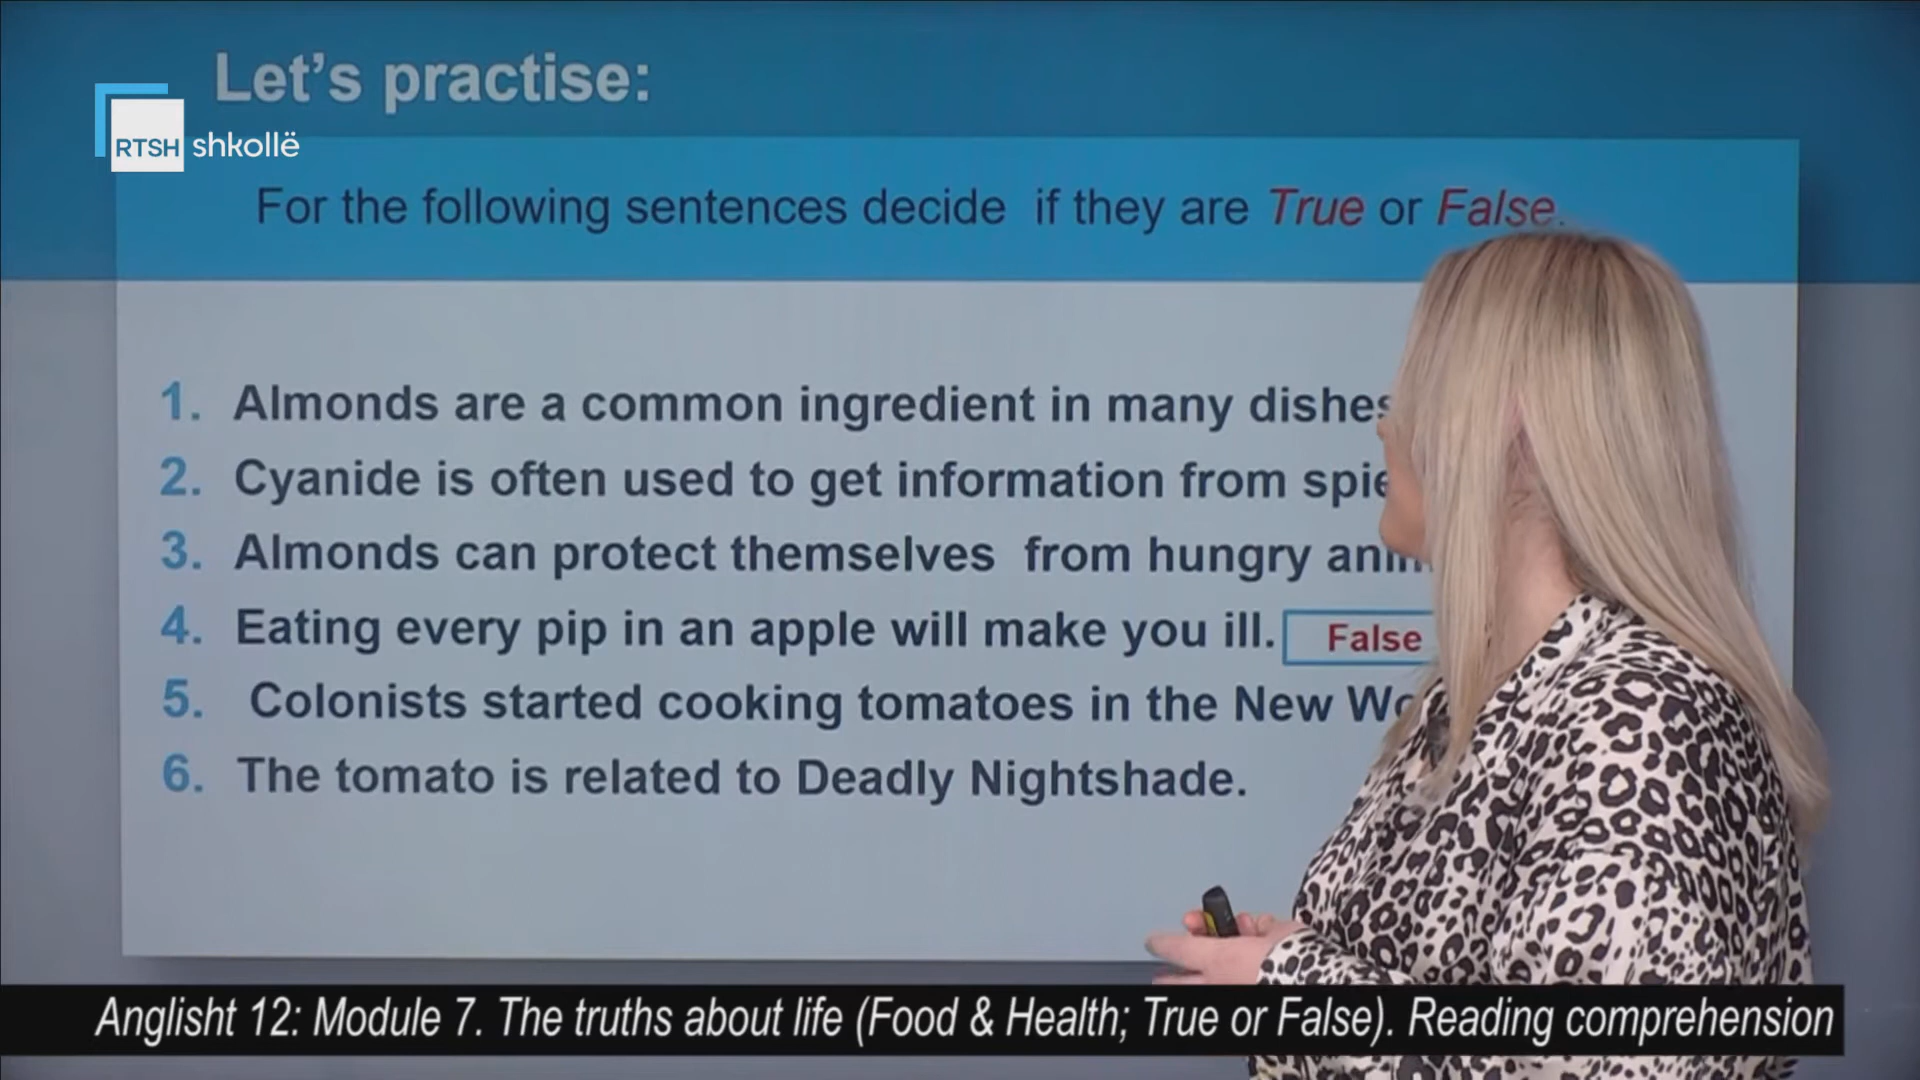 Let's practise:
RTSH shkollë
For the following sentences decide if they are True or False.
1. Almonds are a common ingredient in many dishes
2. Cyanide is often used to get information from
3. Almonds can protect themselves from hungry
4. Eating every pip in an apple will make you ill. False
5. Colonists started cooking tomatoes in the New
6. The tomato is related to Deadly Nightshade.
Anglisht 12: Module 7. The truths about life (Food & Health; True or False). Reading comprehension